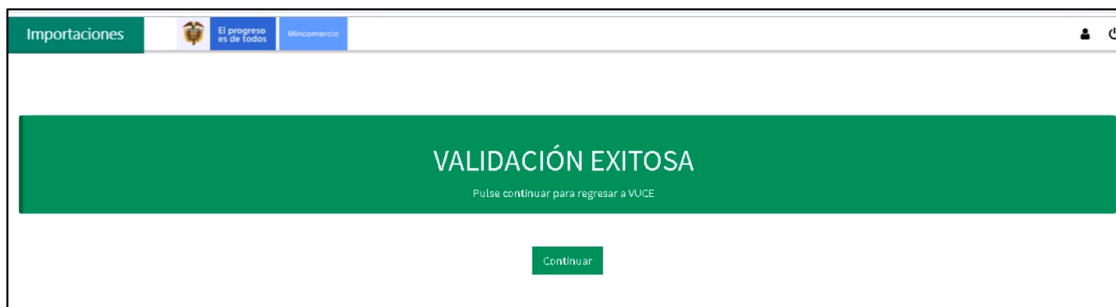 Importaciones
El progreso
es de todos
Mincomercio
VALIDACIÓN EXITOSA
Pulse continuar para regresar a VUCE
Continuar